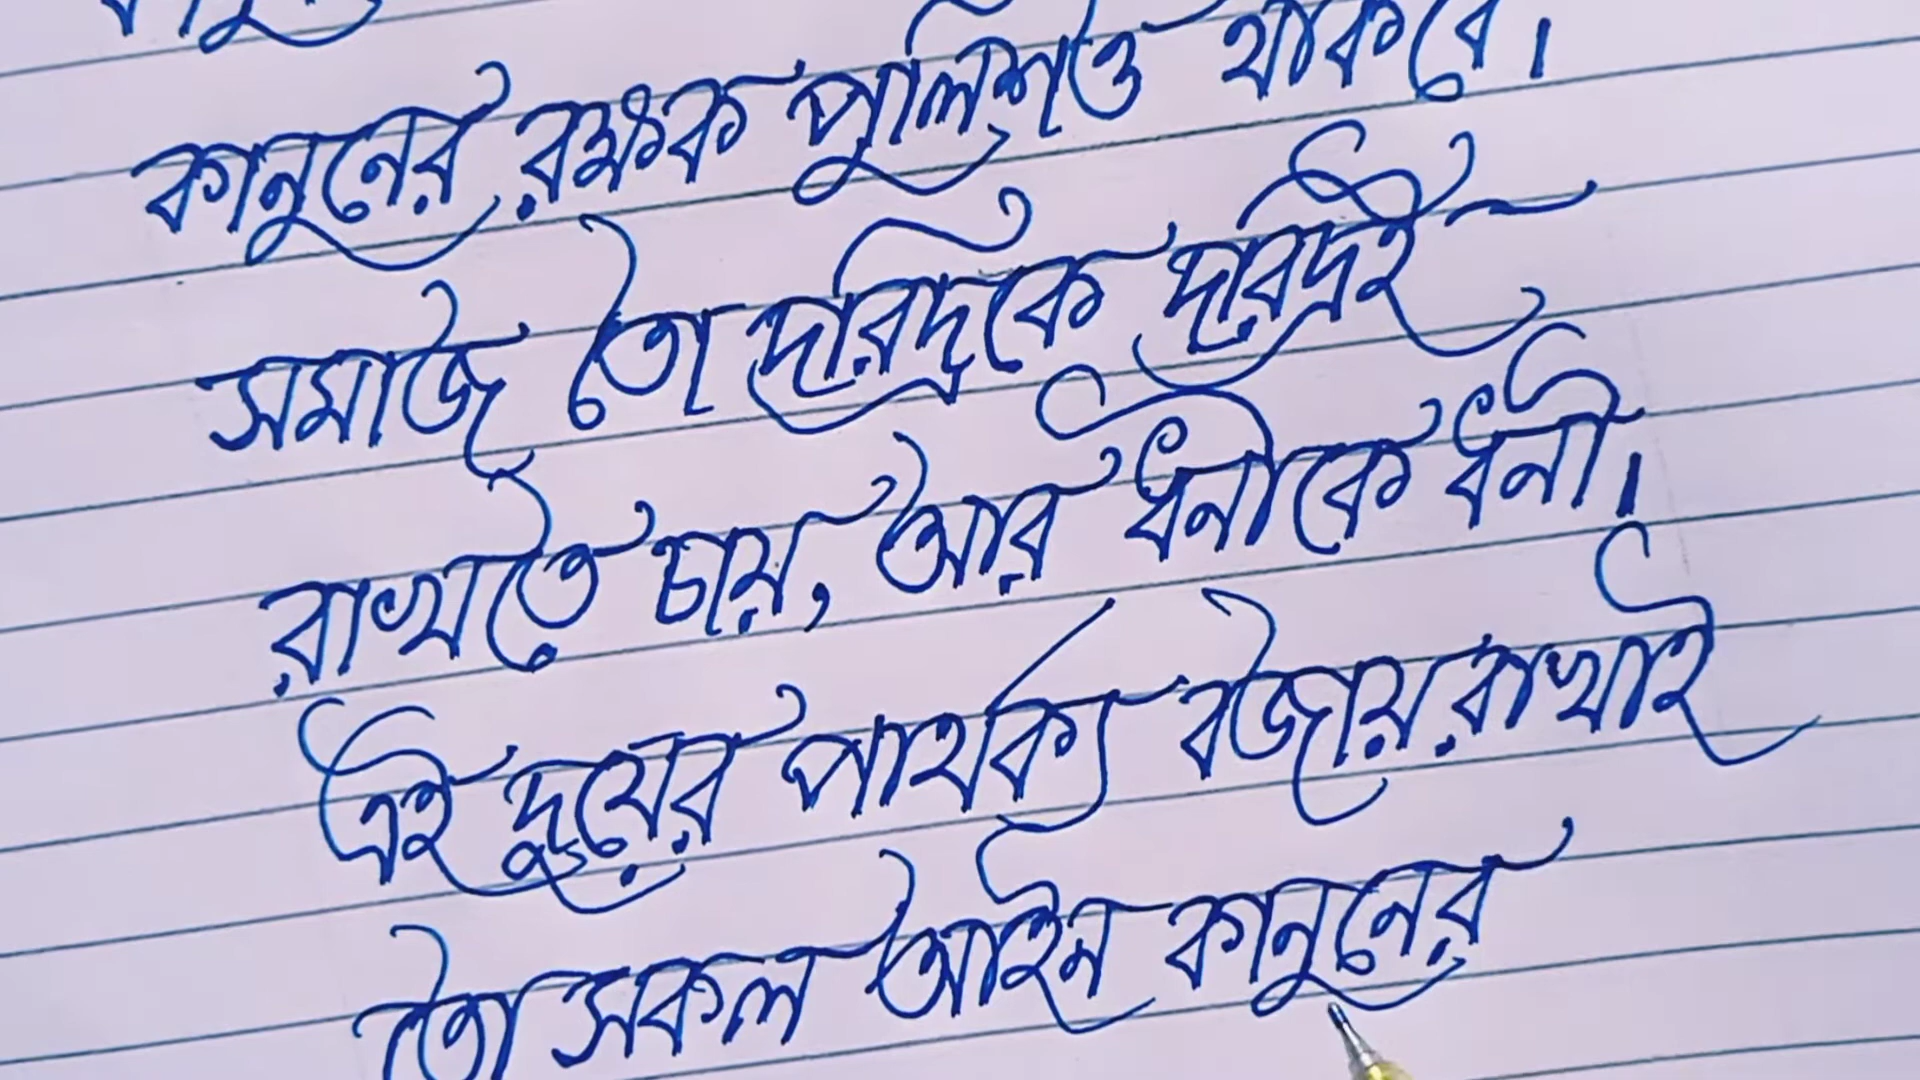 কানুনের রক্ষক পুলিশও থাকবে।
সমাজ তো দরিদ্রকে দরিদ্রই
রাখতে চায়, আর ধনীকে ধনী।
এই দুয়ের পার্থক্য বজায় রাখাই
তো সকল আইন কানুনের